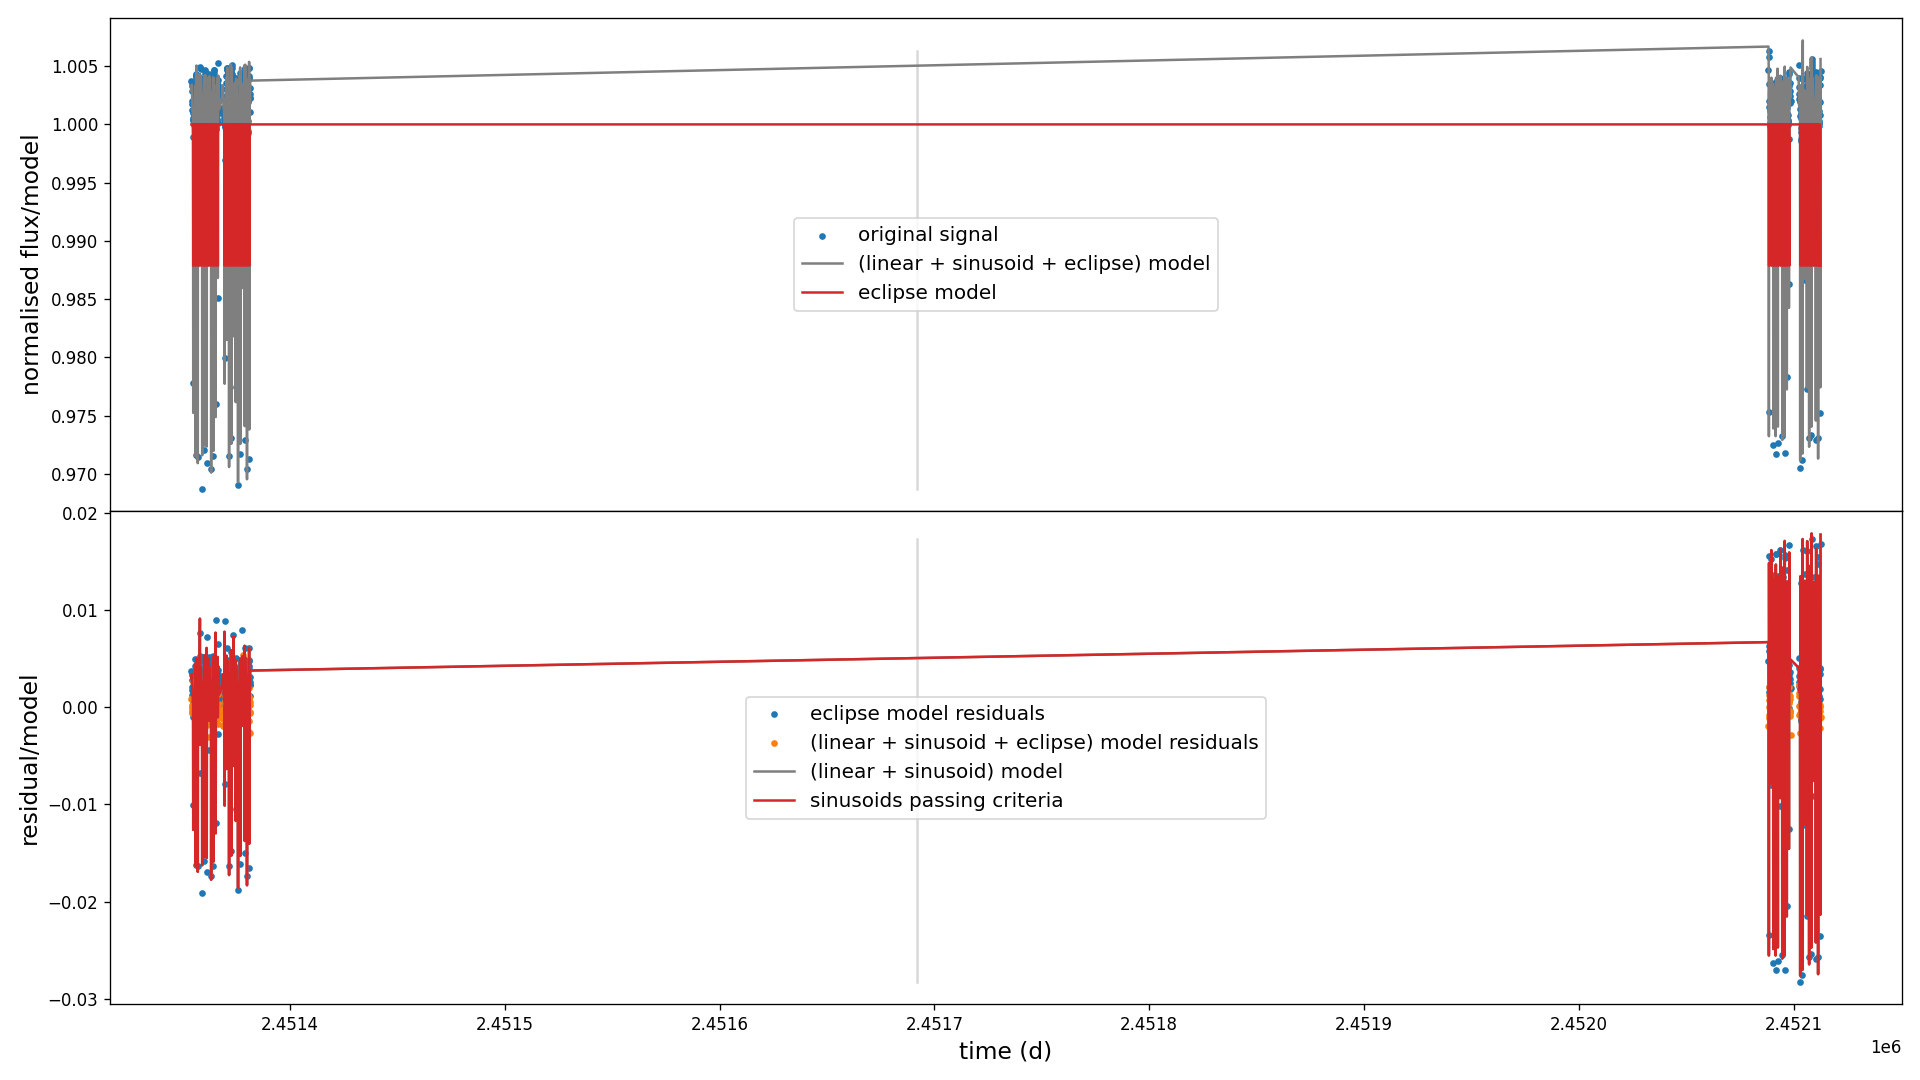 normalised flux/model
1.005
1.000
0.995
0.990
0.985
0.980
0.975
0.970
original signal
(linear + sinusoid + eclipse) model
eclipse model
residual/model
0.02
0.01
0.00
−0.01
−0.02
−0.03
eclipse model residuals
(linear + sinusoid + eclipse) model residuals
(linear + sinusoid) model
sinusoids passing criteria
2.4514 2.4515 2.4516 2.4517 2.4518 2.4519 2.4520 2.4521
time (d)
1e6